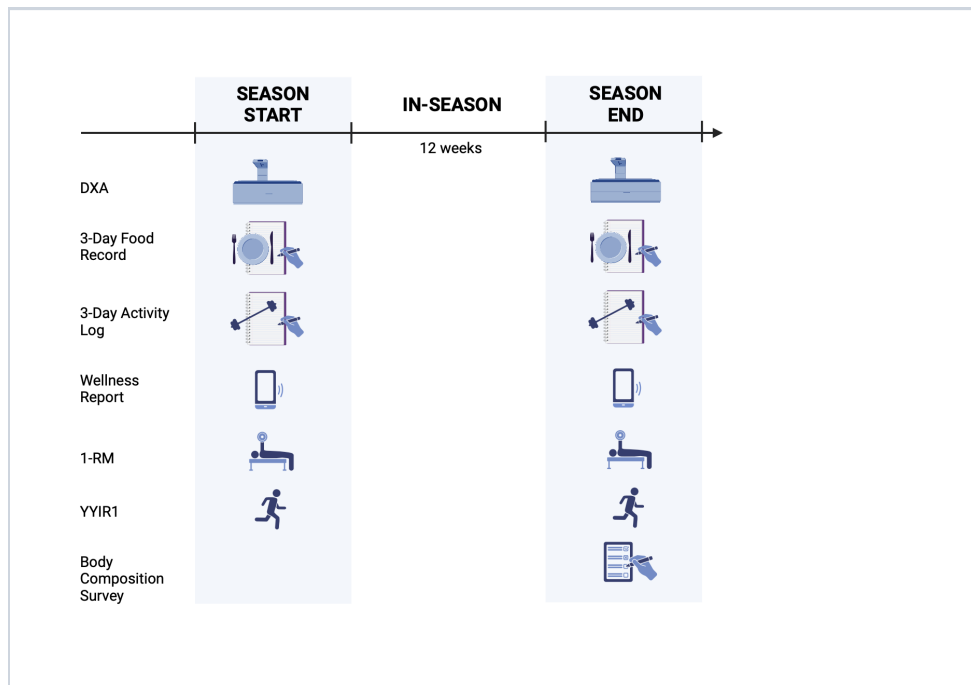 SEASON
START
IN-SEASON
SEASON
END
12 weeks
DXA
3-Day Food
Record
3-Day Activity
Log
Wellness
Report
1-RM
YYIR1
Body
Composition
Survey